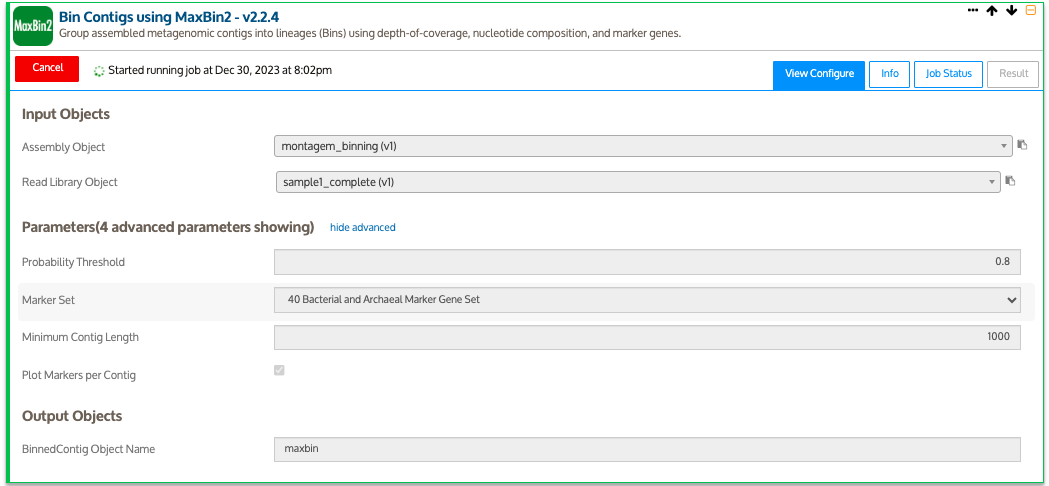 MaxBin2
Bin Contigs using MaxBin2 - v2.2.4
Group assembled metagenomic contigs into lineages (Bins) using depth-of-coverage, nucleotide composition, and marker genes.
Cancel
Started running job at Dec 30, 2023 at 8:02pm
View Configure
Info
Job Status
Result
Input Objects
Assembly Object
montagem_binning (v1)
Read Library Object
sample1_complete (v1)
Parameters(4 advanced parameters showing)
hide advanced
Probability Threshold
0.8
Marker Set
40 Bacterial and Archaeal Marker Gene Set
Minimum Contig Length
1000
Plot Markers per Contig
Output Objects
BinnedContig Object Name
maxbin